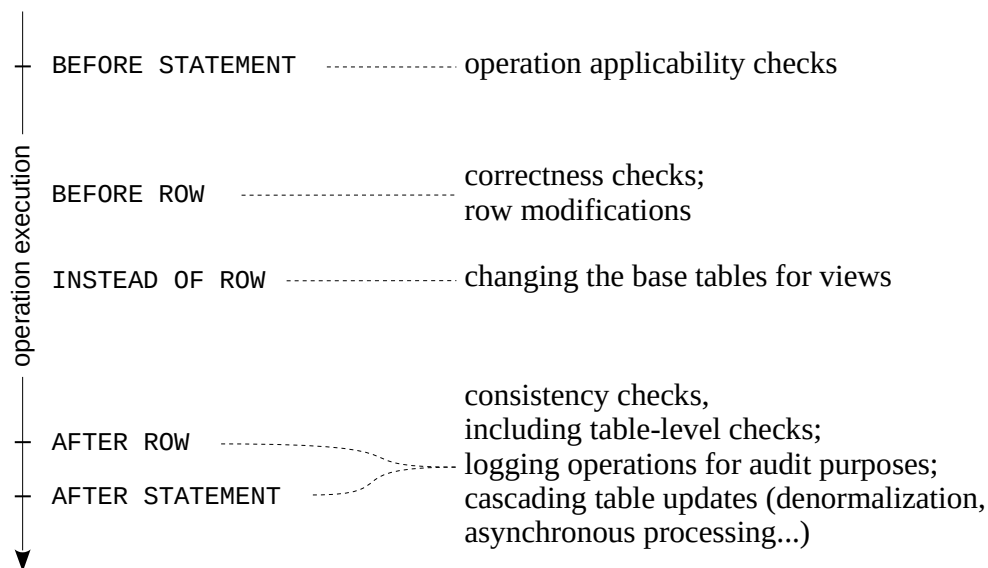 BEFORE STATEMENT operation applicability checks
BEFORE ROW correctness checks;
row modifications
operation execution
INSTEAD OF ROW changing the base tables for views
consistency checks,
including table-level checks;
AFTER ROW
logging operations for audit purposes;
AFTER STATEMENT cascading table updates (denormalization,
asynchronous processing...)